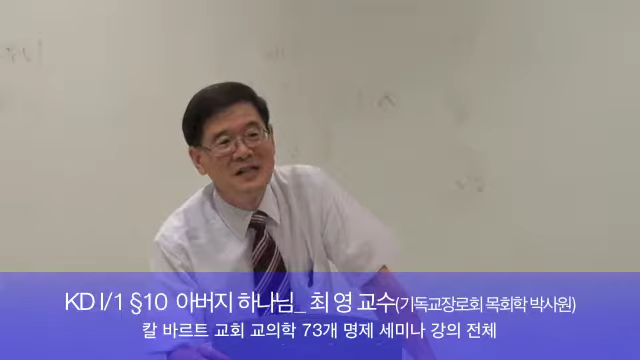 KD I/1 §10 아버지 하나님_ 최 영 교수(기독교장로회 목회학 박사원)
칼 바르트 교회 교의학 73개 명제 세미나 강의 전체